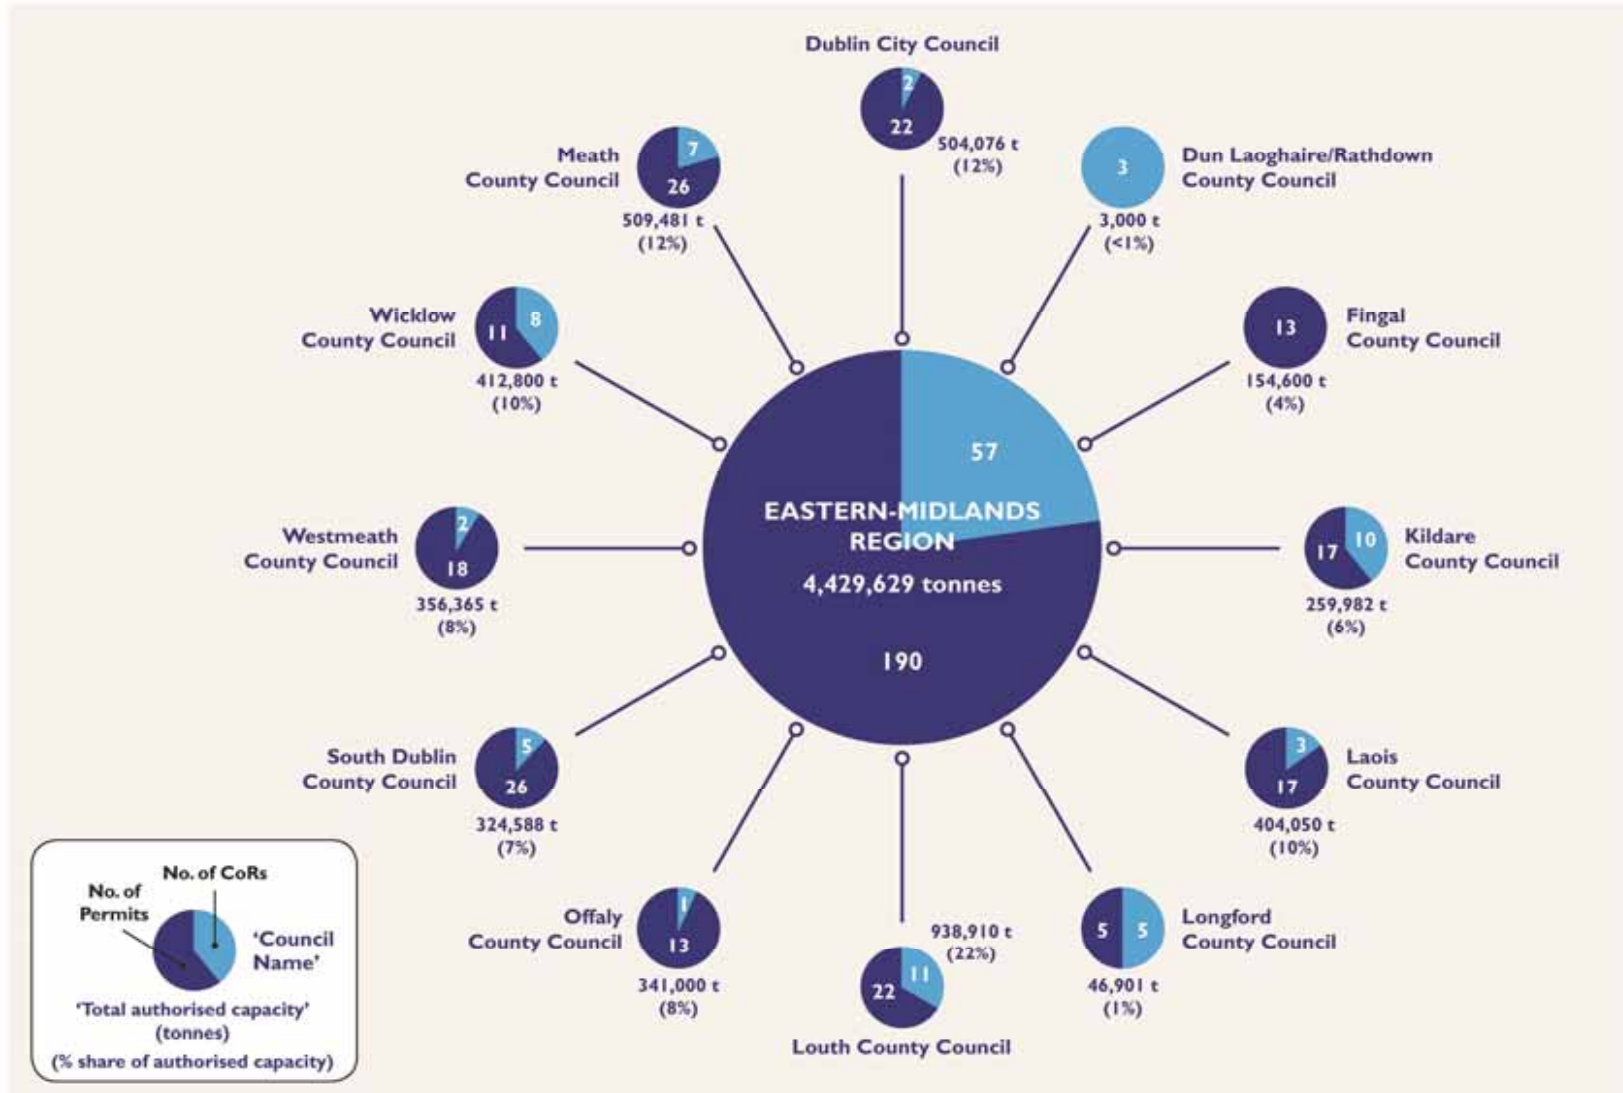 Dublin City Council
2
22
504,076 t
(12%)
3
Dun Laoghaire/Rathdown
County Council
3,000 t
(<1%)
13
Fingal
County Council
154,600 t
(4%)
17
10
Kildare
County Council
259,982 t
(6%)
3
17
Laois
County Council
404,050 t
(10%)
5
5
Longford
County Council
46,901 t
(1%)
938,910 t
(22%)
11
22
Louth County Council
1
13
Offaly
County Council
341,000 t
(8%)
5
26
South Dublin
County Council
324,588 t
(7%)
2
18
Westmeath
County Council
356,365 t
(8%)
11
8
Wicklow
County Council
412,800 t
(10%)
7
26
Meath
County Council
509,481 t
(12%)
57
EASTERN-MIDLANDS
REGION
4,429,629 tonnes
190
No. of CoRs
No. of
Permits
‘Council
Name’
‘Total authorised capacity’
(tonnes)
(% share of authorised capacity)